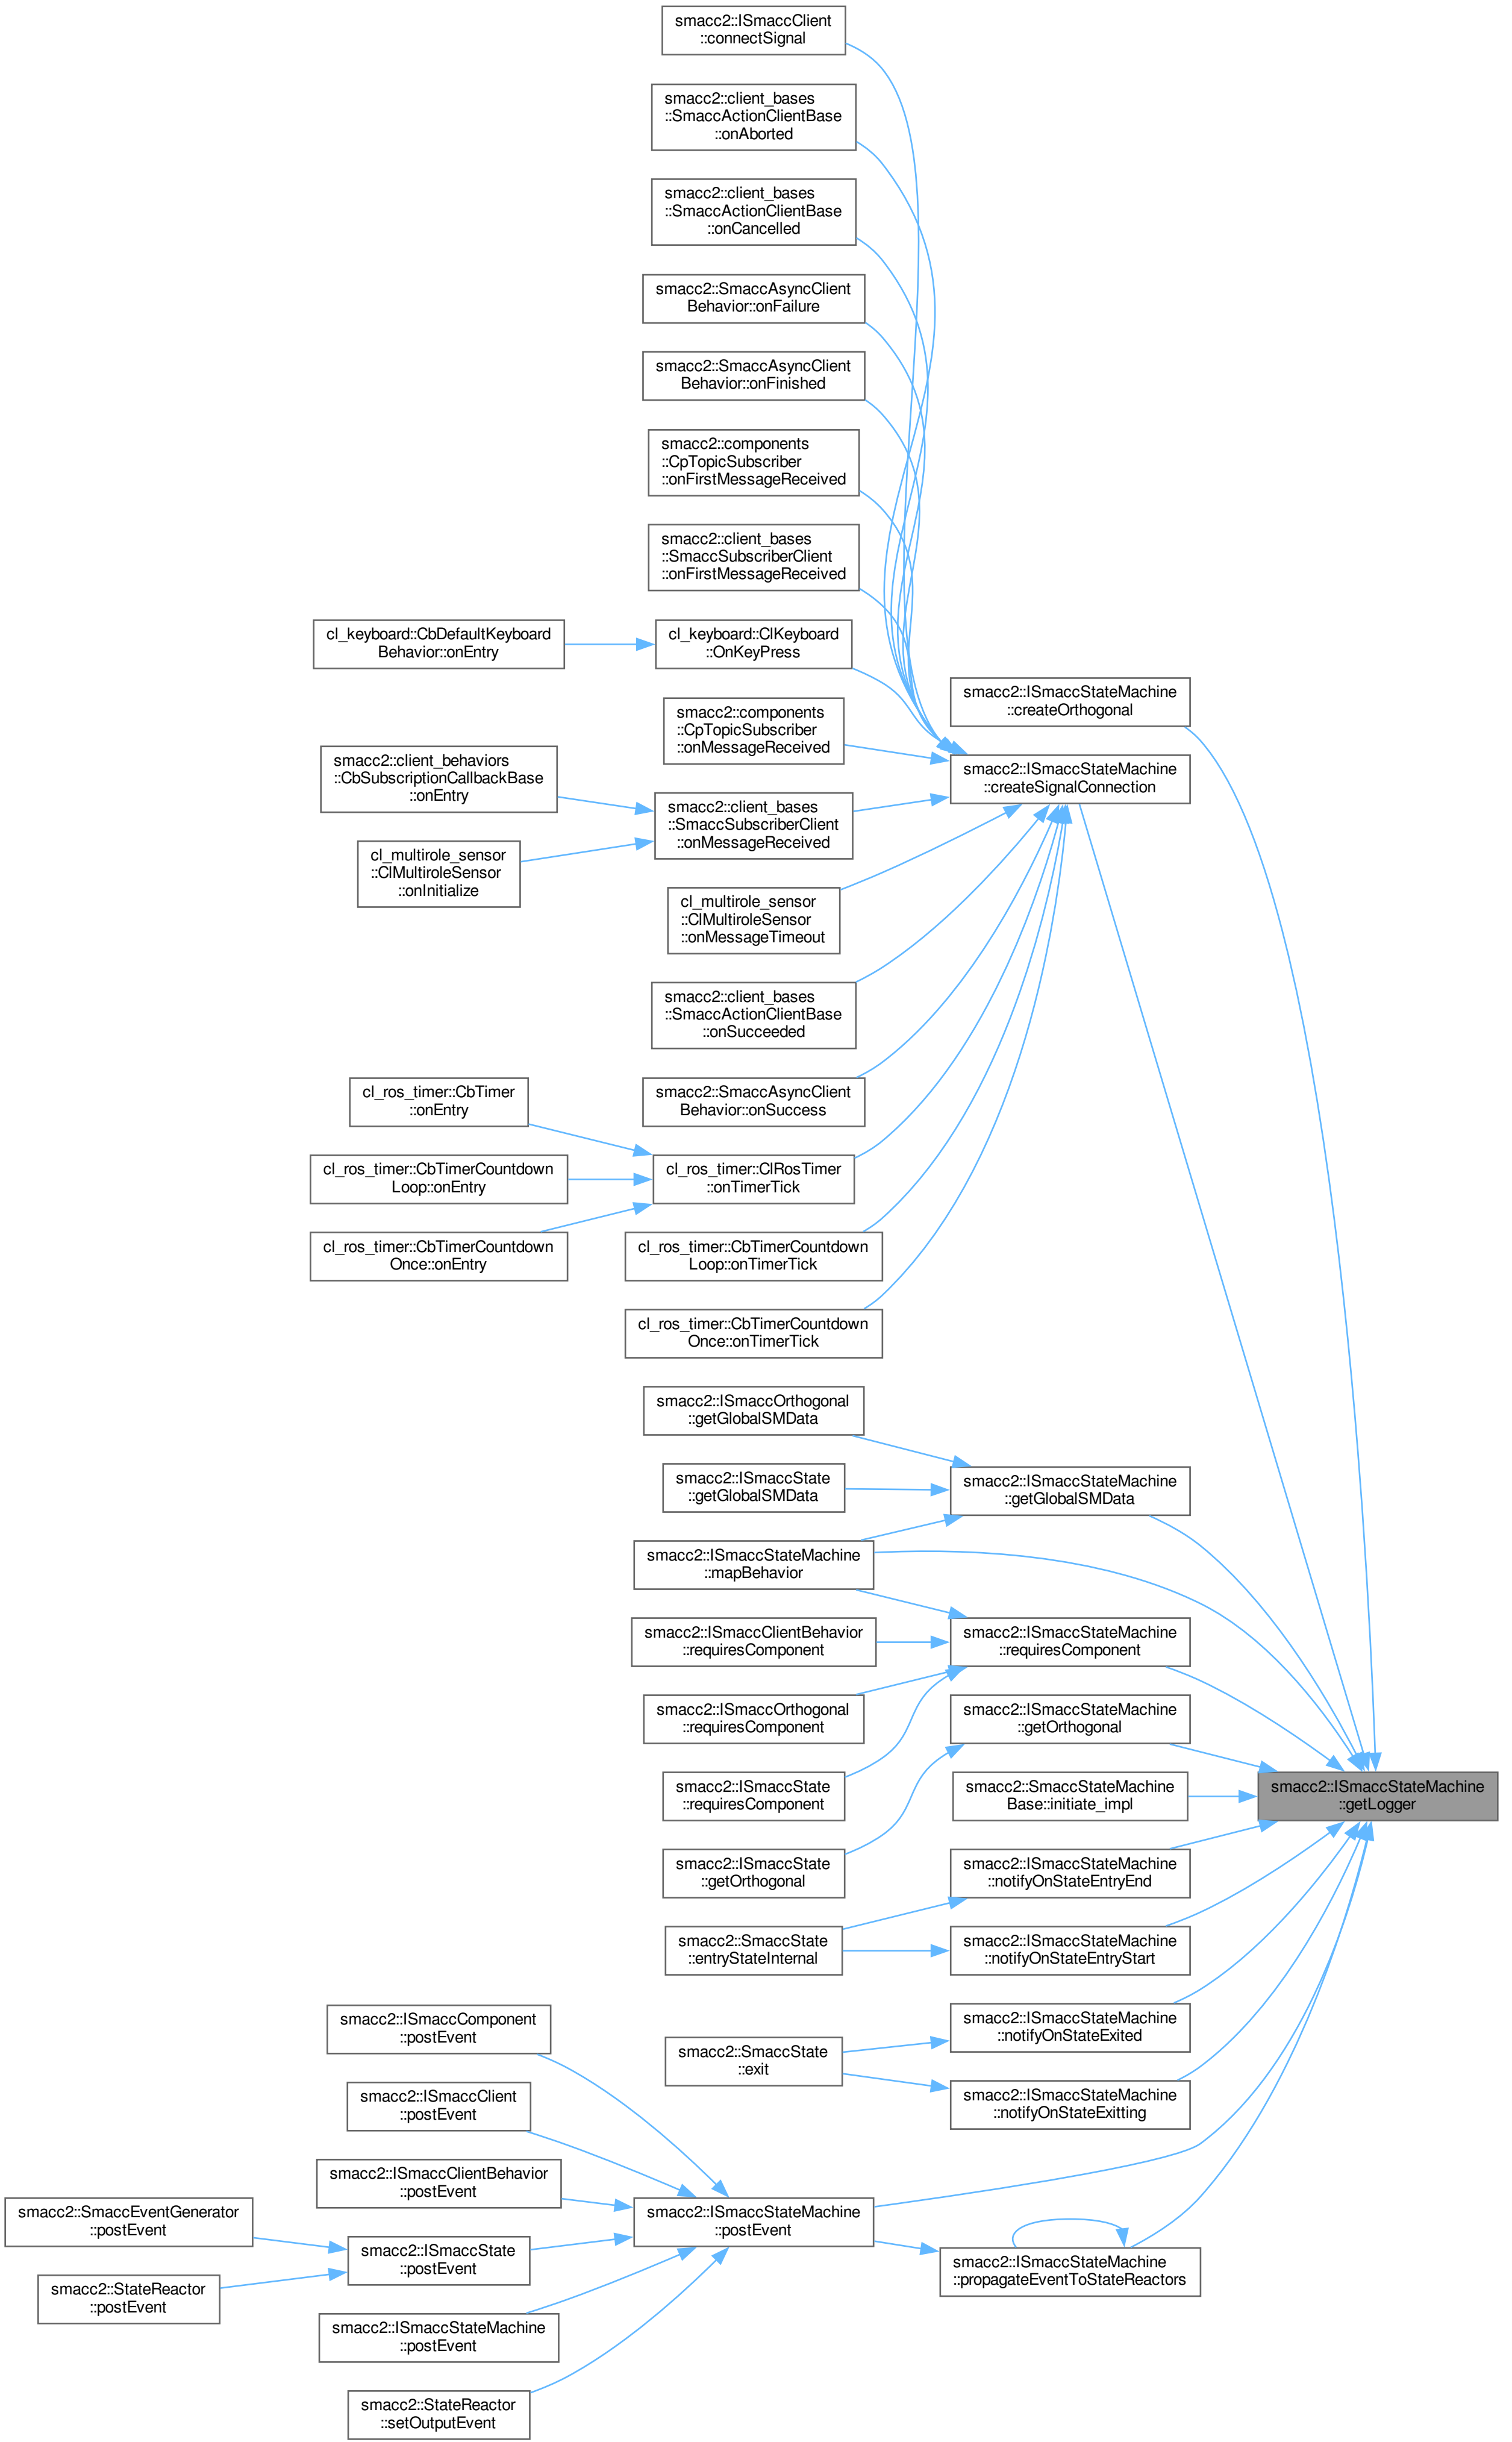 smacc2::ISmaccClient
::connectSignal
smacc2::client_bases
::SmaccActionClientBase
::onAborted
smacc2::client_bases
::SmaccActionClientBase
::onCancelled
smacc2::SmaccAsyncClient
Behavior::onFailure
smacc2::SmaccAsyncClient
Behavior::onFinished
smacc2::components
::CpTopicSubscriber
::onFirstMessageReceived
smacc2::client_bases
::SmaccSubscriberClient
::onFirstMessageReceived
cl_keyboard::CbDefaultKeyboard
Behavior::onEntry
cl_keyboard::ClKeyboard
::OnKeyPress
smacc2::ISmaccStateMachine
::createOrthogonal
smacc2::components
::CpTopicSubscriber
::onMessageReceived
smacc2::ISmaccStateMachine
::createSignalConnection
smacc2::client_behaviors
::CbSubscriptionCallbackBase
::onEntry
smacc2::client_bases
::SmaccSubscriberClient
::onMessageReceived
cl_multirole_sensor
::ClMultiroleSensor
::onInitialize
cl_multirole_sensor
::ClMultiroleSensor
::onMessageTimeout
smacc2::client_bases
::SmaccActionClientBase
::onSucceeded
cl_ros_timer::CbTimer
::onEntry
smacc2::SmaccAsyncClient
Behavior::onSuccess
cl_ros_timer::CbTimerCountdown
Loop::onEntry
cl_ros_timer::ClRosTimer
::onTimerTick
cl_ros_timer::CbTimerCountdown
Once::onEntry
cl_ros_timer::CbTimerCountdown
Loop::onTimerTick
cl_ros_timer::CbTimerCountdown
Once::onTimerTick
smacc2::ISmaccOrthogonal
::getGlobalSMData
smacc2::ISmaccState
::getGlobalSMData
smacc2::ISmaccStateMachine
::getGlobalSMData
smacc2::ISmaccStateMachine
::mapBehavior
smacc2::ISmaccClientBehavior
::requiresComponent
smacc2::ISmaccStateMachine
::requiresComponent
smacc2::ISmaccOrthogonal
::requiresComponent
smacc2::ISmaccStateMachine
::getOrthogonal
smacc2::ISmaccState
::requiresComponent
smacc2::SmaccStateMachine
Base::initiate_impl
smacc2::ISmaccStateMachine
::getLogger
smacc2::ISmaccState
::getOrthogonal
smacc2::ISmaccStateMachine
::notifyOnStateEntryEnd
smacc2::SmaccState
::entryStateInternal
smacc2::ISmaccStateMachine
::notifyOnStateEntryStart
smacc2::ISmaccComponent
::postEvent
smacc2::ISmaccStateMachine
::notifyOnStateExited
smacc2::SmaccState
::exit
smacc2::ISmaccClient
::postEvent
smacc2::ISmaccStateMachine
::notifyOnStateExitting
smacc2::ISmaccClientBehavior
::postEvent
smacc2::SmaccEventGenerator
::postEvent
smacc2::ISmaccStateMachine
::postEvent
smacc2::ISmaccState
::postEvent
smacc2::ISmaccStateMachine
::propagateEventToStateReactors
smacc2::StateReactor
::postEvent
smacc2::ISmaccStateMachine
::postEvent
smacc2::StateReactor
::setOutputEvent